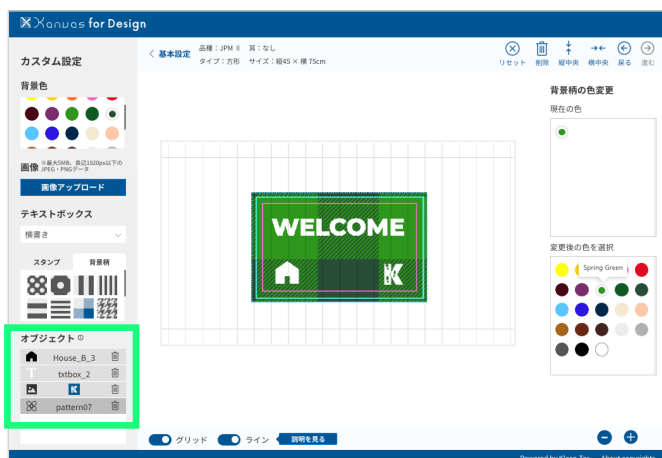 Kanvas for Design
カスタム設定
背景色
画像 ※最大5MB、長辺1920px以下の
JPEG・PNGデータ
画像アップロード
テキストボックス
横書き
スタンプ 背景柄
オブジェクト
House_B_3
txtbox_2
pattern07
基本設定
品種：JPM II 耳：なし
タイプ：方形 サイズ：縦45 × 横 75cm
リセット 削除 縦中央 横中央 戻る 進む
WELCOME
K
グリッド ライン 説明を見る
背景柄の色変更
現在の色
変更後の色を選択
Spring Green